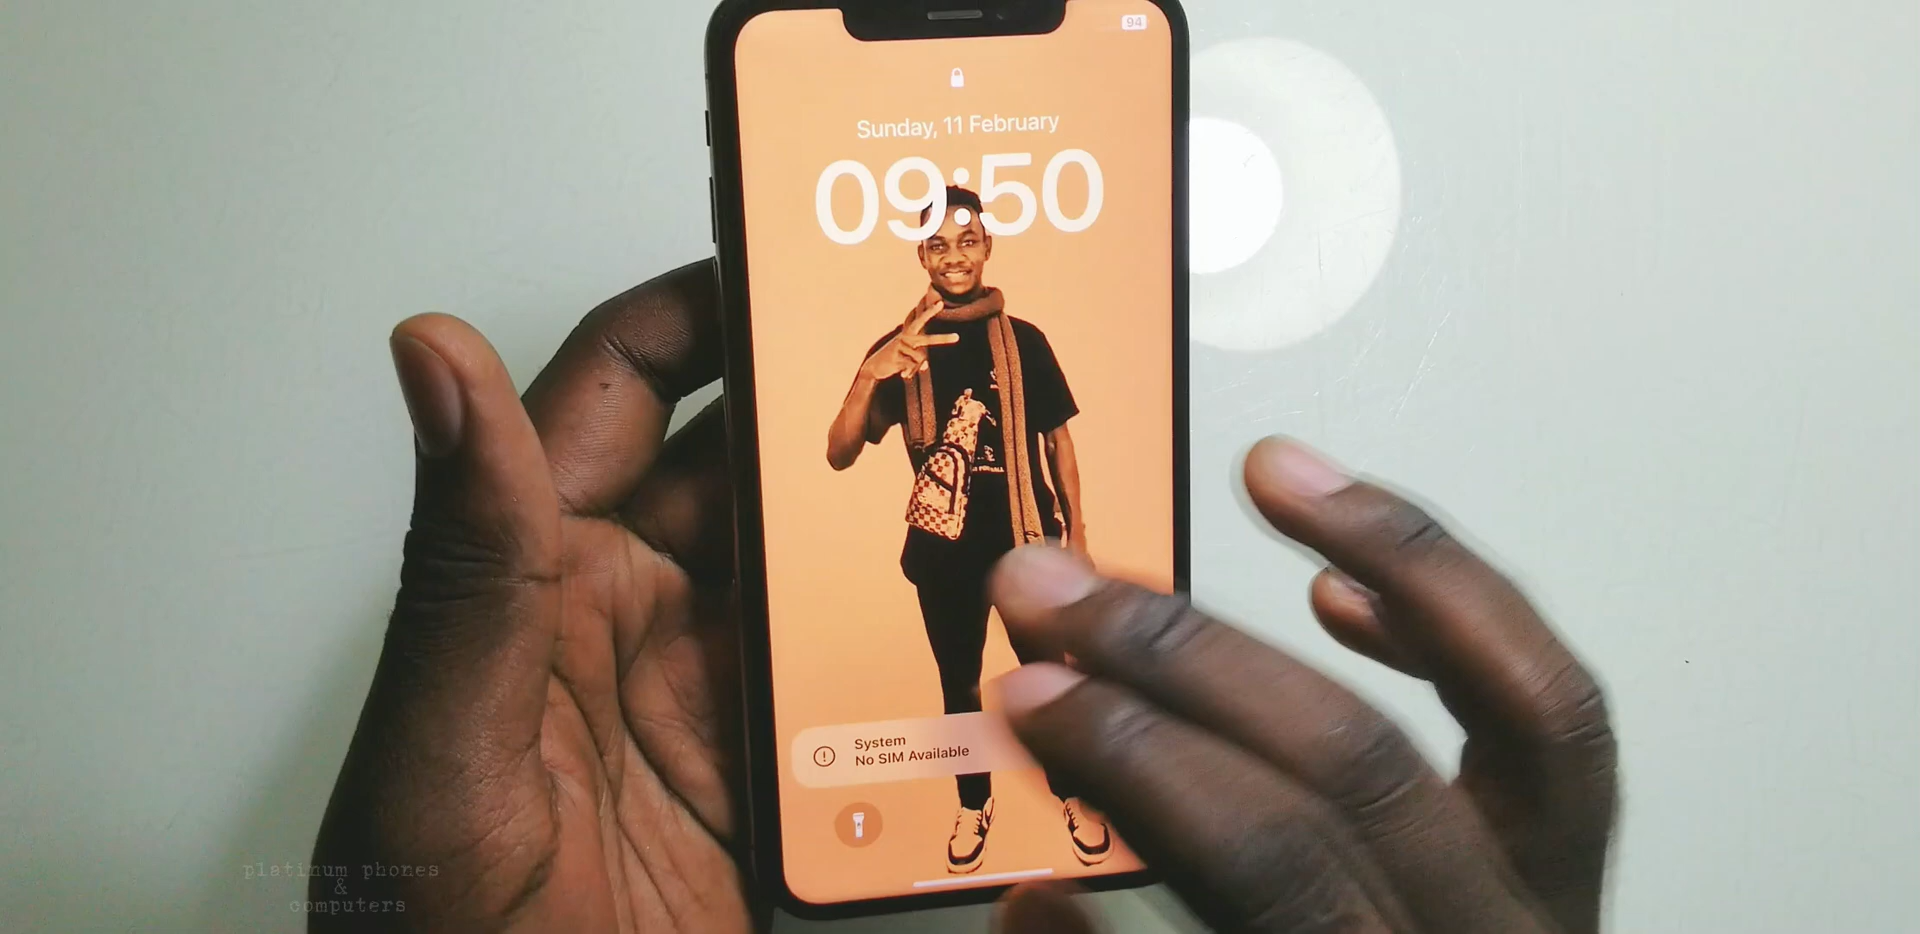 94
Sunday, 11 February
09:50
System
No SIM Available
platinum phones
&
computers